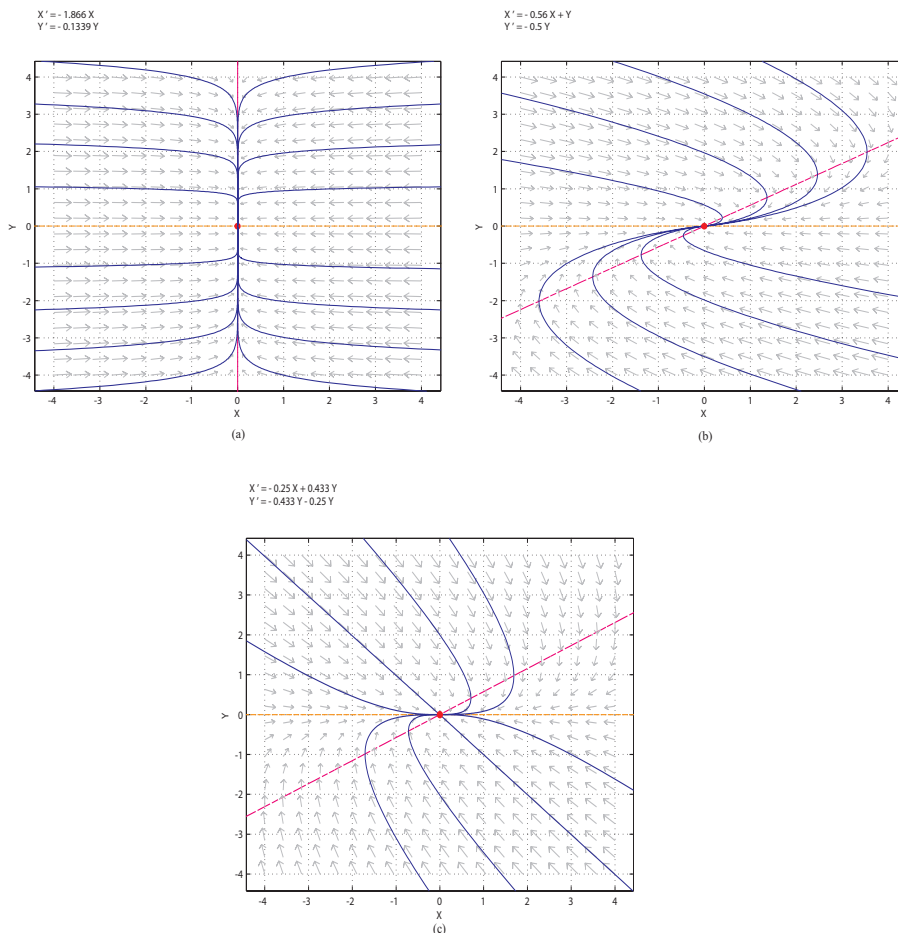 X ' = - 1.866 X
Y ' = - 0.1339 Y
4
3
2
1
0
-1
-2
-3
-4
Y
-4 -3 -2 -1 0 1 2 3 4
X
(a)
X ' = - 0.56 X + Y
Y ' = - 0.5 Y
4
3
2
1
0
-1
-2
-3
-4
Y
-4 -3 -2 -1 0 1 2 3 4
X
(b)
X ' = - 0.25 X + 0.433 Y
Y ' = - 0.433 Y - 0.25 Y
4
3
2
1
0
-1
-2
-3
-4
Y
-4 -3 -2 -1 0 1 2 3 4
X
(c)